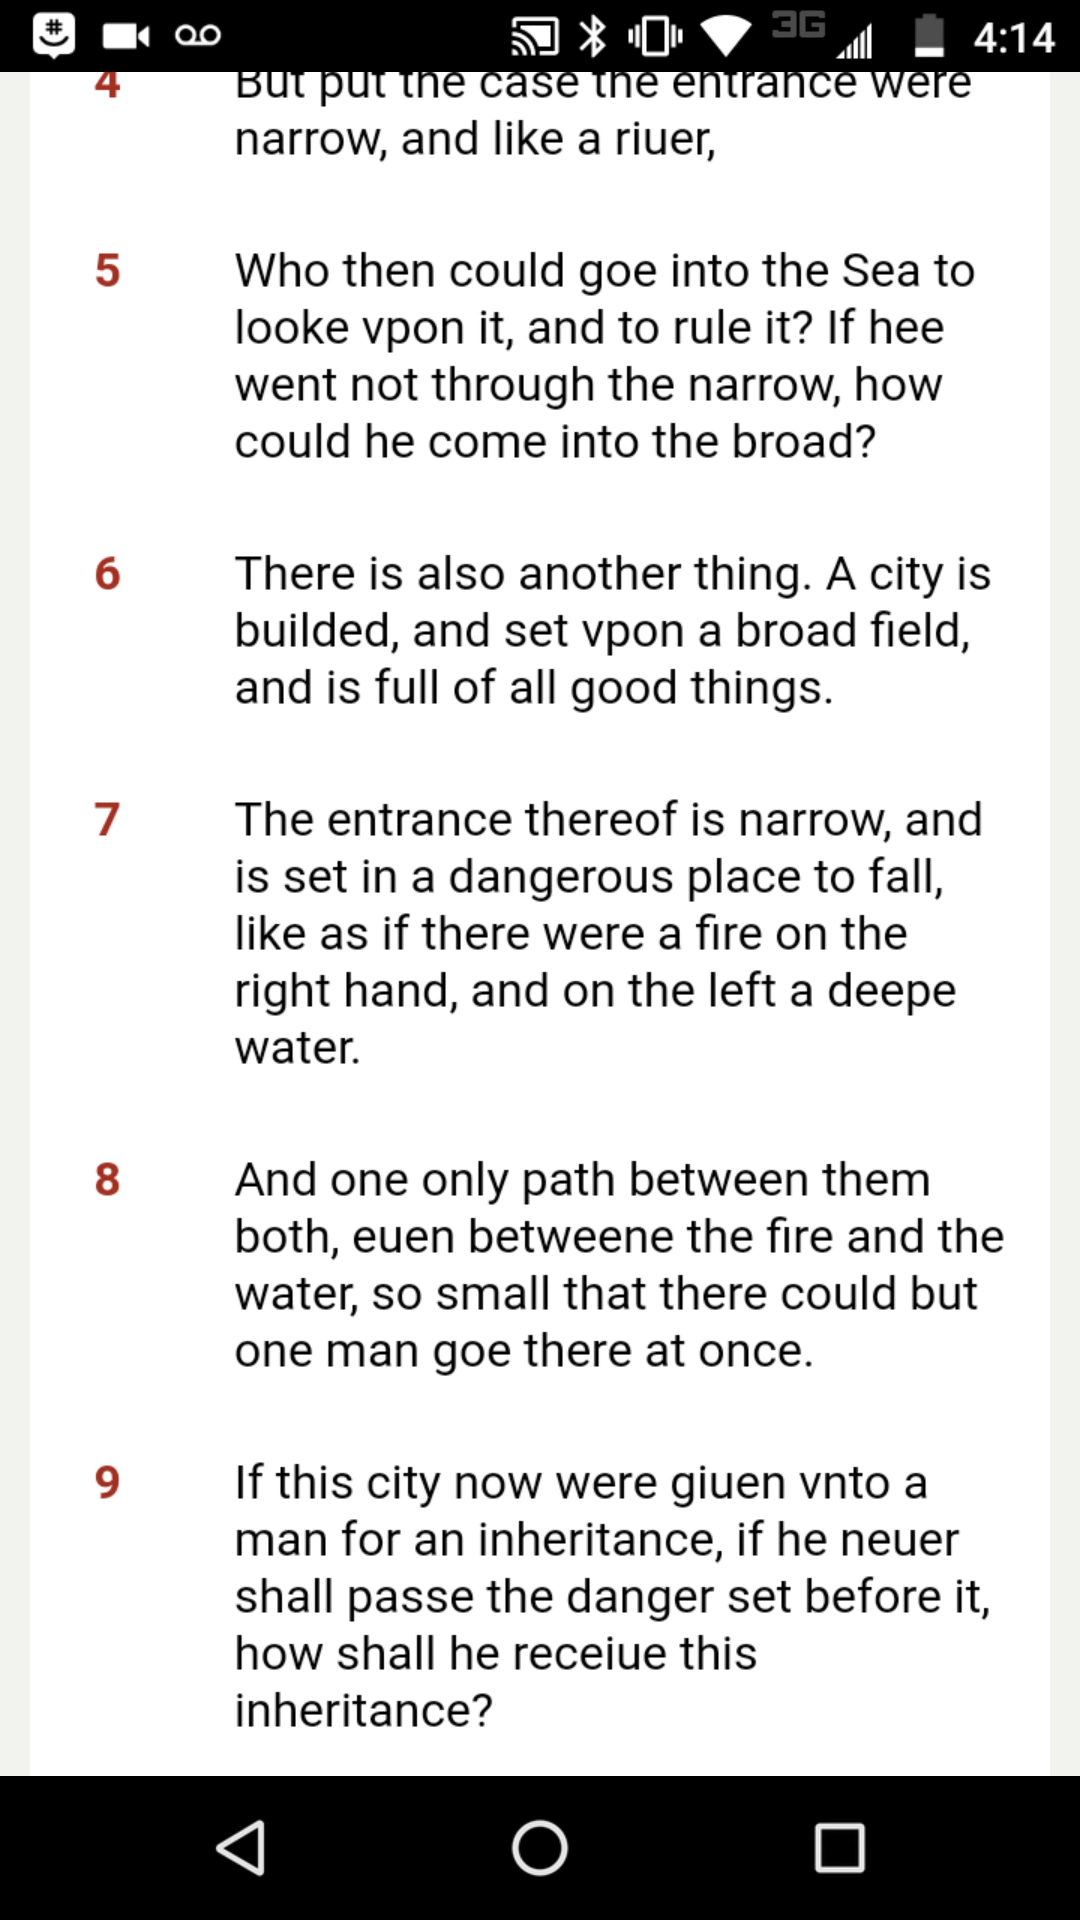 3G 4:14
4 But put the case the entrance were
narrow, and like a riuer,
5 Who then could goe into the Sea to
looke vpon it, and to rule it? If hee
went not through the narrow, how
could he come into the broad?
6 There is also another thing. A city is
builded, and set vpon a broad field,
and is full of all good things.
7 The entrance thereof is narrow, and
is set in a dangerous place to fall,
like as if there were a fire on the
right hand, and on the left a deepe
water.
8 And one only path between them
both, euen betweene the fire and the
water, so small that there could but
one man goe there at once.
9 If this city now were giuen vnto a
man for an inheritance, if he neuer
shall passe the danger set before it,
how shall he receiue this
inheritance?